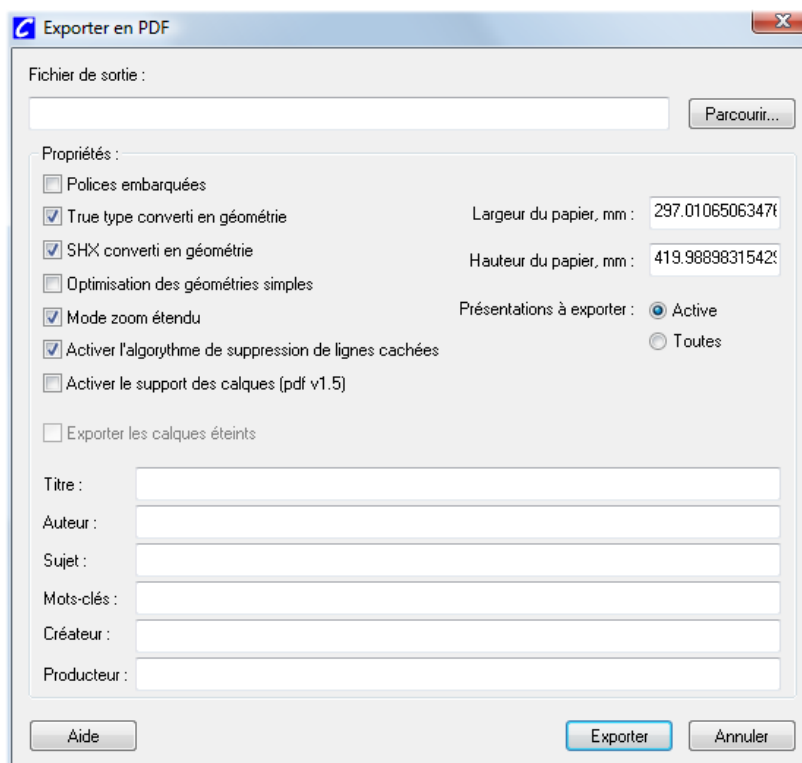 Exporter en PDF
Fichier de sortie :
Parcourir...
Propriétés :
Polices embarquées
True type converti en géométrie
Largeur du papier, mm : 297.0106506347
SHX converti en géométrie
Hauteur du papier, mm : 419.9889831542
Optimisation des géométries simples
Mode zoom étendu
Présentations à exporter : Active
Toutes
Activer l'algorythme de suppression de lignes cachées
Activer le support des calques (pdf v1.5)
Exporter les calques éteints
Titre :
Auteur :
Sujet :
Mots-clés :
Créateur :
Producteur :
Aide Exporter Annuler